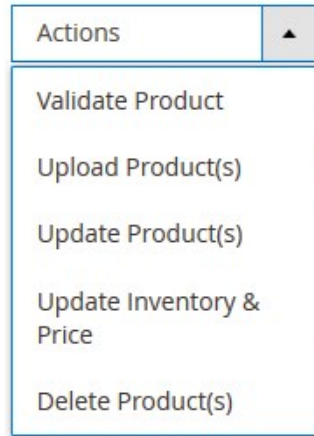 Actions
Validate Product
Upload Product(s)
Update Product(s)
Update Inventory &
Price
Delete Product(s)